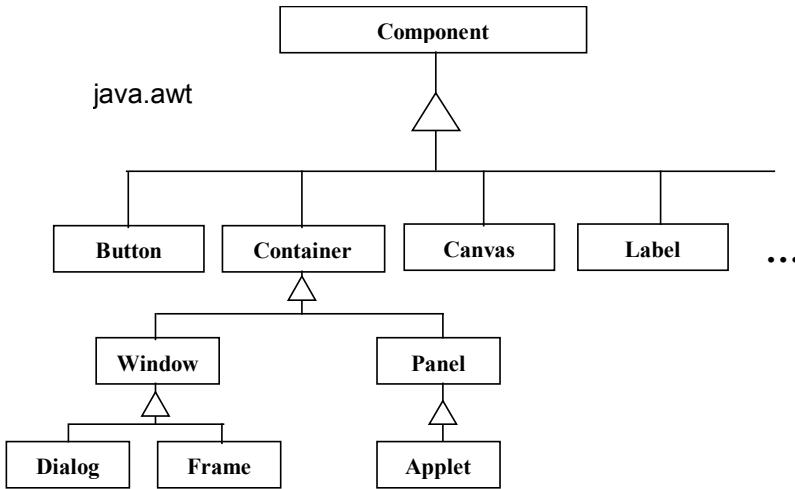 Component
java.awt
Button
Container
Canvas
Label
...
Window
Panel
Dialog
Frame
Applet